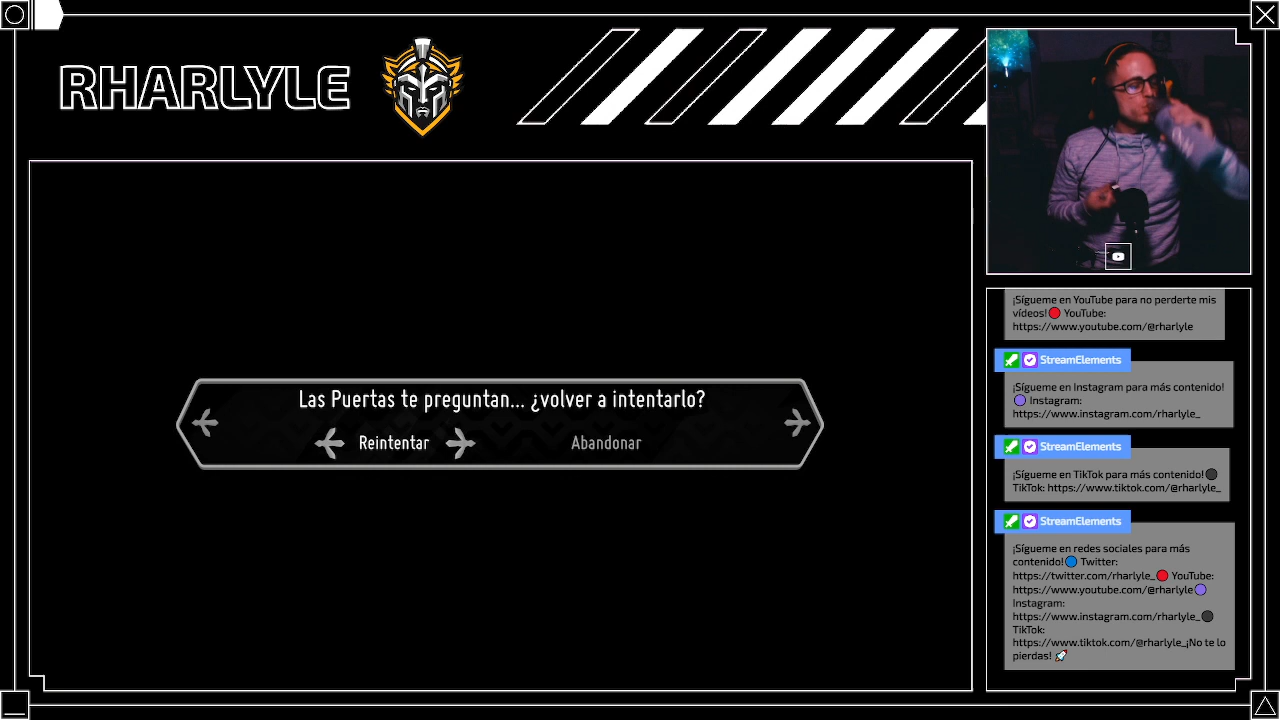 RHARLYLE
Las Puertas te preguntan... ¿volver a intentarlo?
Reintentar Abandonar
¡Sígueme en YouTube para no perderte mis
vídeos!🔴 YouTube:
https://www.youtube.com/@rharlyle
StreamElements
¡Sígueme en Instagram para más contenido!
🟣 Instagram:
https://www.instagram.com/rharlyle_
StreamElements
¡Sígueme en TikTok para más contenido!⚫
TikTok: https://www.tiktok.com/@rharlyle_
StreamElements
¡Sígueme en redes sociales para más
contenido!🔵 Twitter:
https://twitter.com/rharlyle_🔴 YouTube:
https://www.youtube.com/@rharlyle🟣
Instagram:
https://www.instagram.com/rharlyle_⚫
TikTok:
https://www.tiktok.com/@rharlyle_¡No te lo
pierdas! 🚀